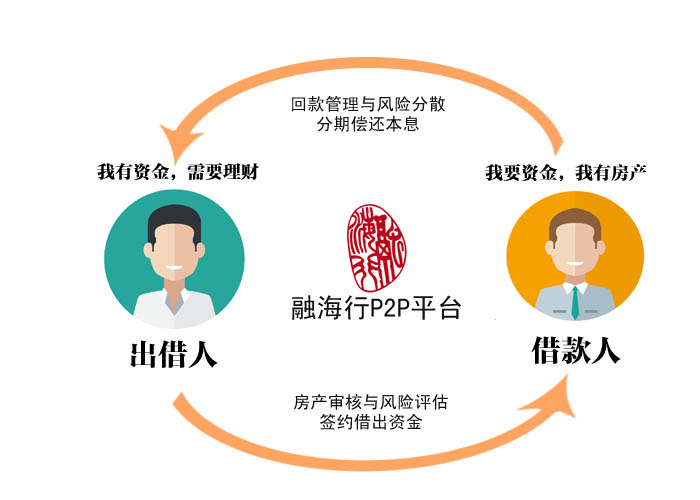 回款管理与风险分散
分期偿还本息
我有资金，需要理财
我要资金，我有房产
融海行P2P平台
出借人
借款人
房产审核与风险评估
签约借出资金